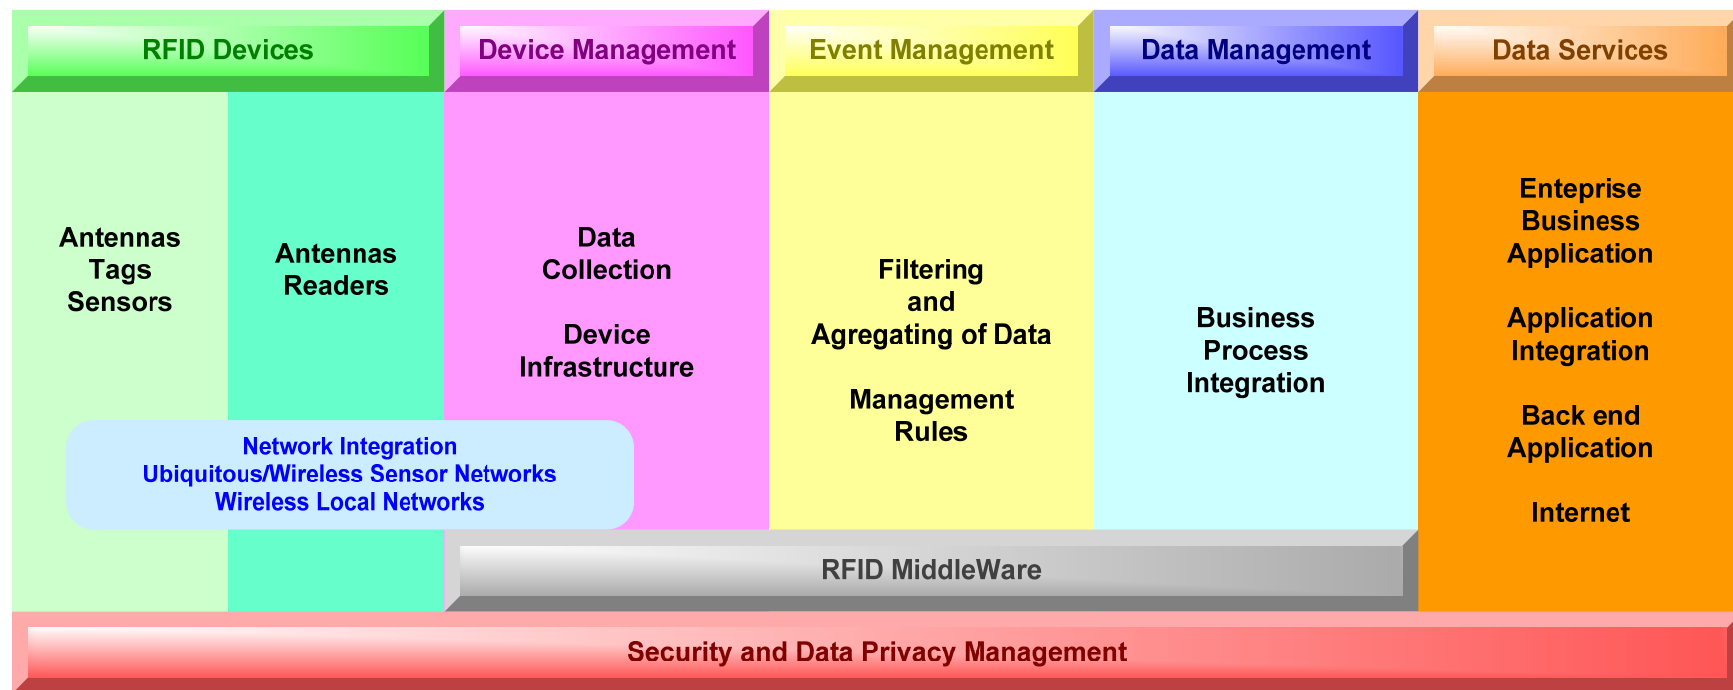 RFID Devices
Device Management
Event Management
Data Management
Data Services
Antennas
Tags
Sensors
Antennas
Readers
Data
Collection
Device
Infrastructure
Filtering
and
Agregating of Data
Management
Rules
Business
Process
Integration
Enteprise
Business
Application
Application
Integration
Back end
Application
Internet
Network Integration
Ubiquitous/Wireless Sensor Networks
Wireless Local Networks
RFID MiddleWare
Security and Data Privacy Management